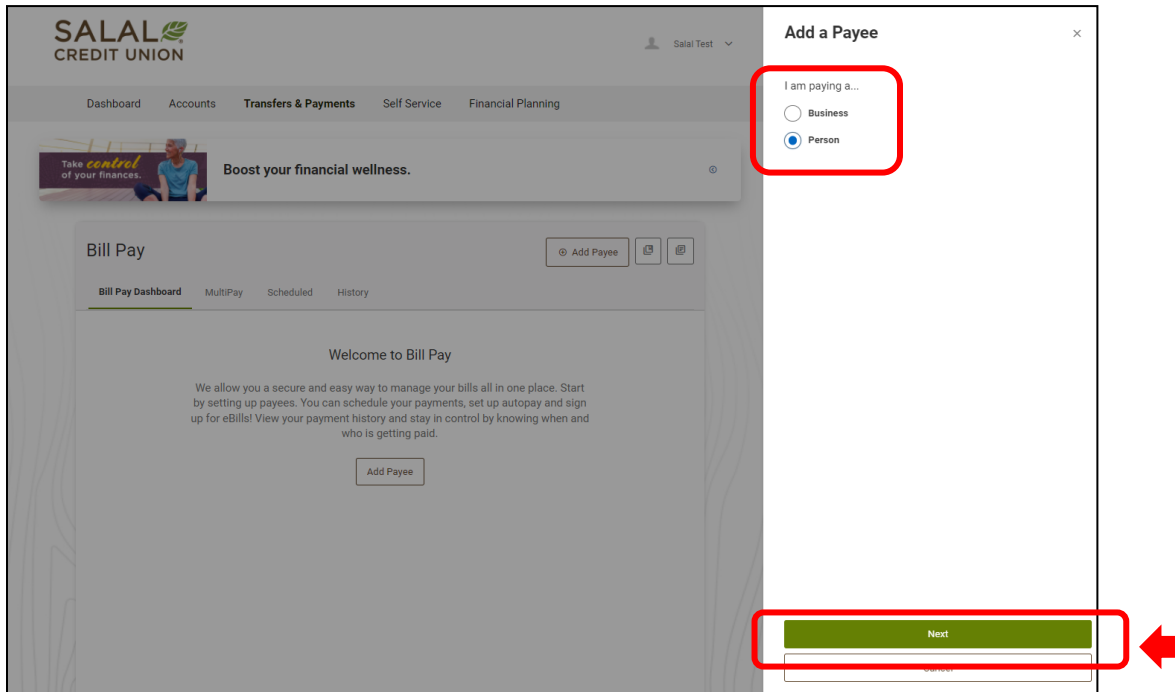 SALAL
CREDIT UNION
Salal Test
Dashboard Accounts Transfers & Payments Self Service Financial Planning
Take control
of your finances.
Boost your financial wellness.
Bill Pay
Add Payee
Bill Pay Dashboard MultiPay Scheduled History
Welcome to Bill Pay
We allow you a secure and easy way to manage your bills all in one place. Start
by setting up payees. You can schedule your payments, set up autopay and sign
up for eBills! View your payment history and stay in control by knowing when and
who is getting paid.
Add Payee
Add a Payee
I am paying a...
Business
Person
Next
Cancel